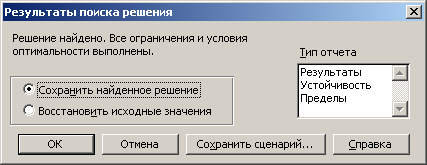 Результаты поиска решения
Решение найдено. Все ограничения и условия
оптимальности выполнены.
Тип отчета
Результаты
Устойчивость
Пределы
Сохранить найденное решение
Восстановить исходные значения
ОК
Отмена
Сохранить сценарий...
Справка